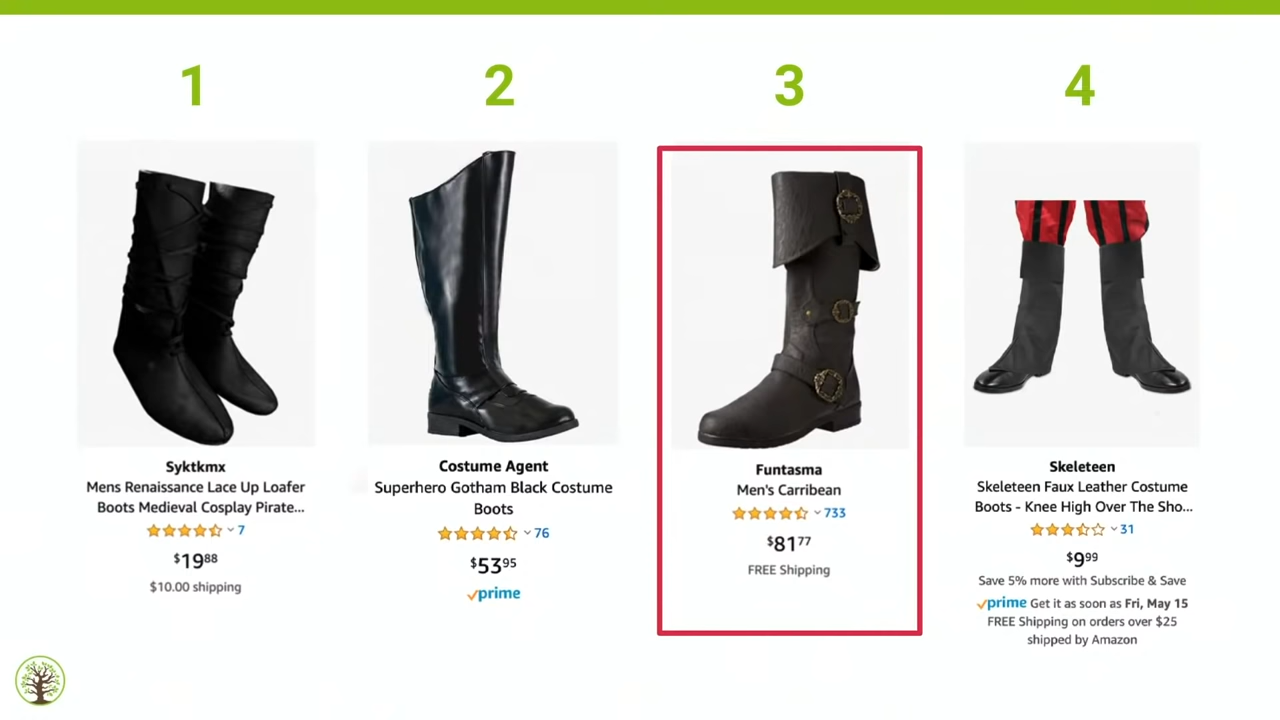 1
2
3
4
Syktkmx
Mens Renaissance Lace Up Loafer
Boots Medieval Cosplay Pirate...
7
$19.88
$10.00 shipping
Costume Agent
Superhero Gotham Black Costume
Boots
76
$53.95
prime
Funtasma
Men's Carribean
733
$81.77
FREE Shipping
Skeleteen
Skeleteen Faux Leather Costume
Boots - Knee High Over The Sho...
31
$9.99
Save 5% more with Subscribe & Save
prime Get it as soon as Fri, May 15
FREE Shipping on orders over $25
shipped by Amazon